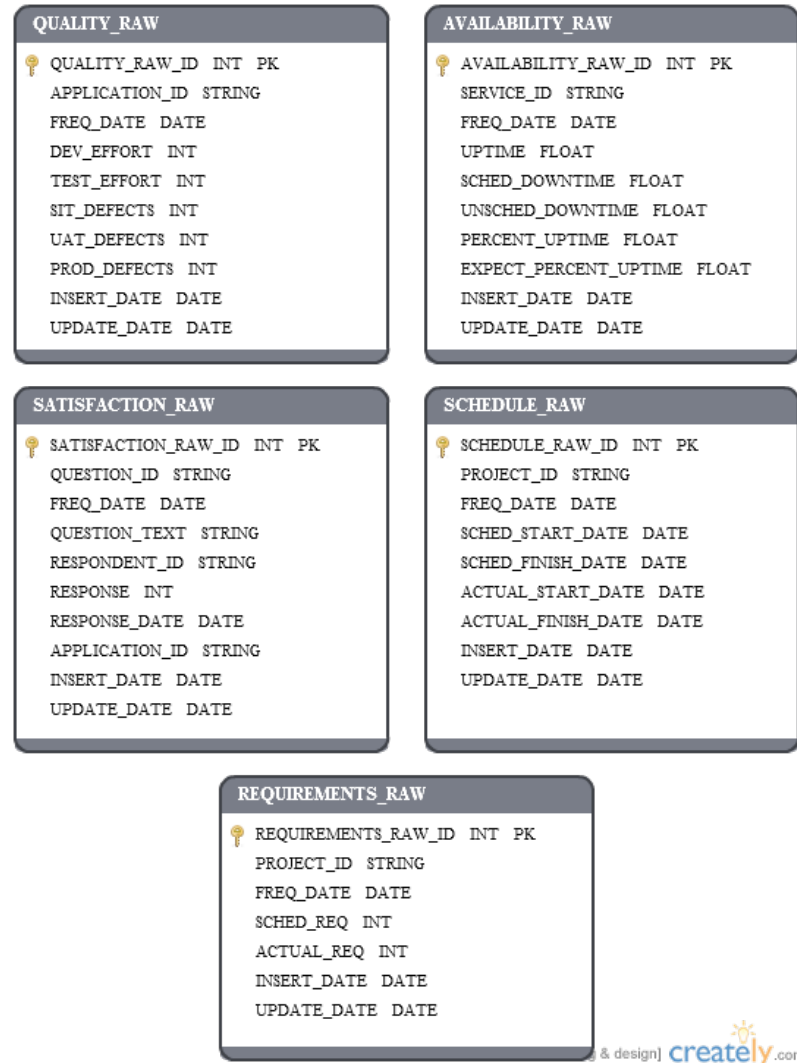 QUALITY_RAW
QUALITY_RAW_ID INT PK
APPLICATION_ID STRING
FREQ_DATE DATE
DEV_EFFORT INT
TEST_EFFORT INT
SIT_DEFECTS INT
UAT_DEFECTS INT
PROD_DEFECTS INT
INSERT_DATE DATE
UPDATE_DATE DATE
AVAILABILITY_RAW
AVAILABILITY_RAW_ID INT PK
SERVICE_ID STRING
FREQ_DATE DATE
UPTIME FLOAT
SCHED_DOWNTIME FLOAT
UNSCHED_DOWNTIME FLOAT
PERCENT_UPTIME FLOAT
EXPECT_PERCENT_UPTIME FLOAT
INSERT_DATE DATE
UPDATE_DATE DATE
SATISFACTION_RAW
SATISFACTION_RAW_ID INT PK
QUESTION_ID STRING
FREQ_DATE DATE
QUESTION_TEXT STRING
RESPONDENT_ID STRING
RESPONSE INT
RESPONSE_DATE DATE
APPLICATION_ID STRING
INSERT_DATE DATE
UPDATE_DATE DATE
SCHEDULE_RAW
SCHEDULE_RAW_ID INT PK
PROJECT_ID STRING
FREQ_DATE DATE
SCHED_START_DATE DATE
SCHED_FINISH_DATE DATE
ACTUAL_START_DATE DATE
ACTUAL_FINISH_DATE DATE
INSERT_DATE DATE
UPDATE_DATE DATE
REQUIREMENTS_RAW
REQUIREMENTS_RAW_ID INT PK
PROJECT_ID STRING
FREQ_DATE DATE
SCHED_REQ INT
ACTUAL_REQ INT
INSERT_DATE DATE
UPDATE_DATE DATE
& design] creately.com